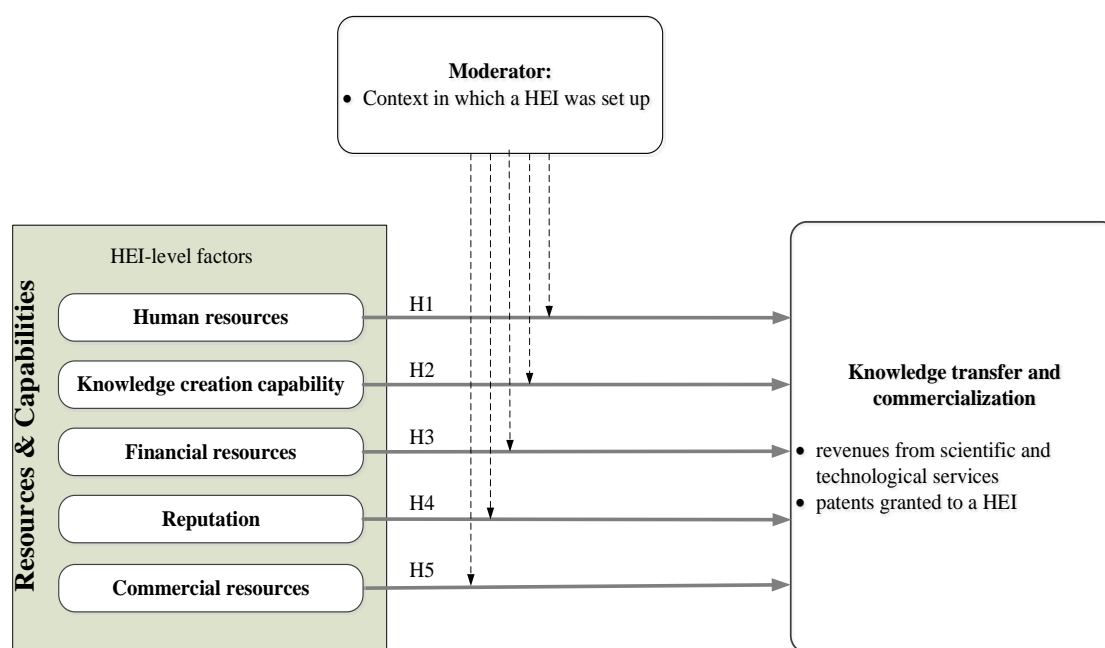 Moderator:
• Context in which a HEI was set up
Resources & Capabilities
HEI-level factors
Human resources
H1
Knowledge creation capability
H2
Financial resources
H3
Reputation
H4
Commercial resources
H5
Knowledge transfer and
commercialization
• revenues from scientific and
technological services
• patents granted to a HEI